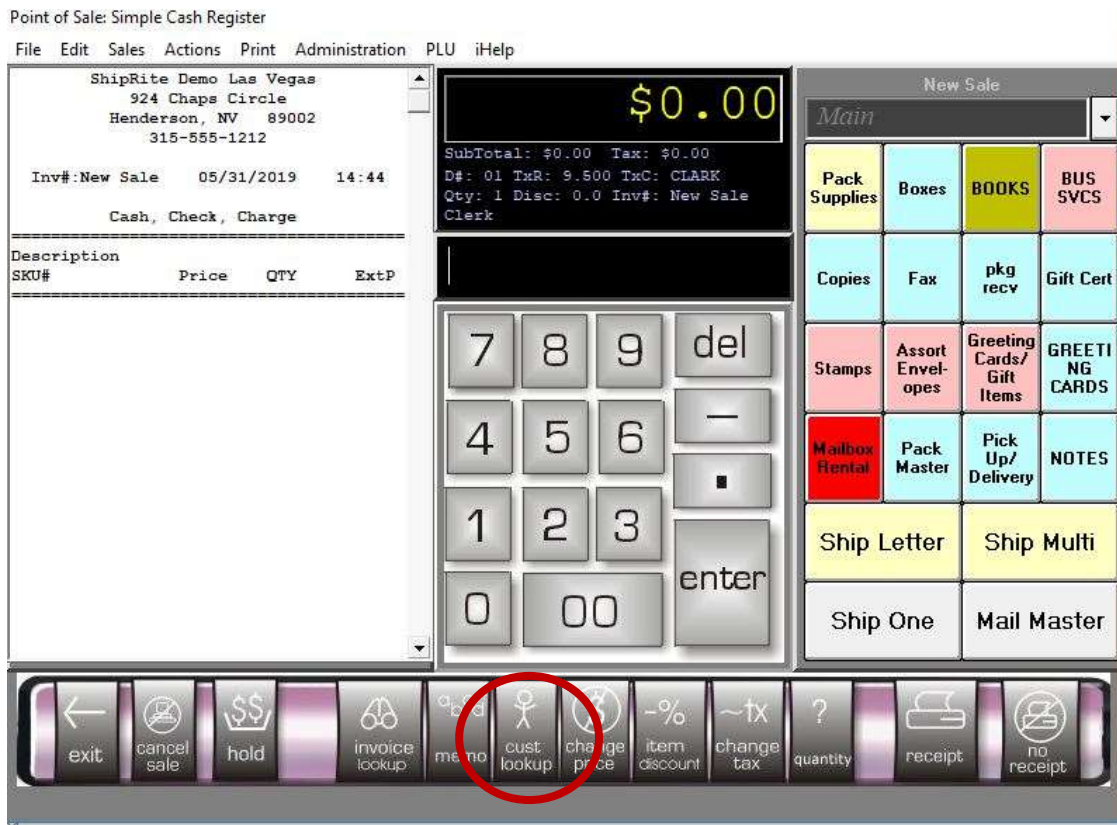 Point of Sale: Simple Cash Register
File Edit Sales Actions Print Administration PLU iHelp
ShipRite Demo Las Vegas
924 Chaps Circle
Henderson, NV 89002
315-555-1212
Inv#:New Sale 05/31/2019 14:44
Cash, Check, Charge
Description
SKU# Price QTY ExtP
$0.00
SubTotal: $0.00 Tax: $0.00
D#: 01 TxR: 9.500 TxC: CLARK
Qty: 1 Disc: 0.0 Inv#: New Sale
Clerk
7 8 9 del
4 5 6 —
.
1 2 3
enter
0 00
New Sale
Main
Pack
Supplies
Boxes
BOOKS
BUS
SVCS
Copies
Fax
pkg
recv
Gift Cert
Stamps
Assort
Envel-
opes
Greeting
Cards/
Gift
Items
GREETI
NG
CARDS
Mailbox
Rental
Pack
Master
Pick
Up/
Delivery
NOTES
Ship Letter
Ship Multi
Ship One
Mail Master
exit
cancel
sale
$$
hold
invoice
lookup
abcd
memo
cust
lookup
$
change
price
-%
item
discount
~tx
change
tax
?
quantity
receipt
no
receipt